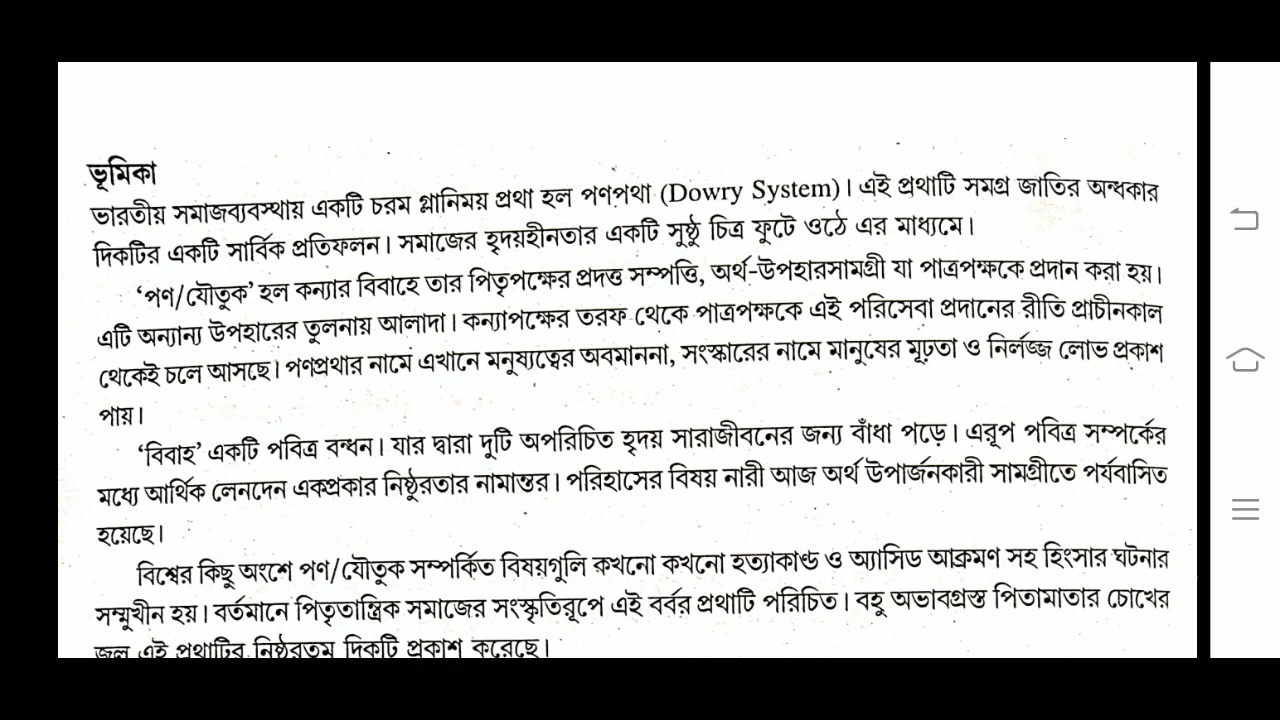 ভূমিকা
ভারতীয় সমাজব্যবস্থায় একটি চরম গ্লানিময় প্রথা হল পণপথা (Dowry System)। এই প্রথাটি সমগ্র জাতির অন্ধকার
দিকটির একটি সার্বিক প্রতিফলন। সমাজের হৃদয়হীনতার একটি সুষ্ঠু চিত্র ফুটে ওঠে এর মাধ্যমে।
‘পণ/যৌতুক’ হল কন্যার বিবাহে তার পিতৃপক্ষের প্রদত্ত সম্পত্তি, অর্থ-উপহারসামগ্রী যা পাত্রপক্ষকে প্রদান করা হয়।
এটি অন্যান্য উপহারের তুলনায় আলাদা। কন্যাপক্ষের তরফ থেকে পাত্রপক্ষকে এই পরিসেবা প্রদানের রীতি প্রাচীনকাল
থেকেই চলে আসছে। পণপ্রথার নামে এখানে মনুষ্যত্বের অবমাননা, সংস্কারের নামে মানুষের মূঢ়তা ও নির্লজ্জ লোভ প্রকাশ
পায়।
‘বিবাহ’ একটি পবিত্র বন্ধন। যার দ্বারা দুটি অপরিচিত হৃদয় সারাজীবনের জন্য বাঁধা পড়ে। এরূপ পবিত্র সম্পর্কের
মধ্যে আর্থিক লেনদেন একপ্রকার নিষ্ঠুরতার নামান্তর। পরিহাসের বিষয় নারী আজ অর্থ উপার্জনকারী সামগ্রীতে পর্যবাসিত
হয়েছে।
বিশ্বের কিছু অংশে পণ/যৌতুক সম্পর্কিত বিষয়গুলি কখনো কখনো হত্যাকাণ্ড ও অ্যাসিড আক্রমণ সহ হিংসার ঘটনার
সম্মুখীন হয়। বর্তমানে পিতৃতান্ত্রিক সমাজের সংস্কৃতিরূপে এই বর্বর প্রথাটি পরিচিত। বহু অভাবগ্রস্ত পিতামাতার চোখের
জল এই প্রথাটির নিষ্ঠুরতম দিকটি প্রকাশ করেছে।